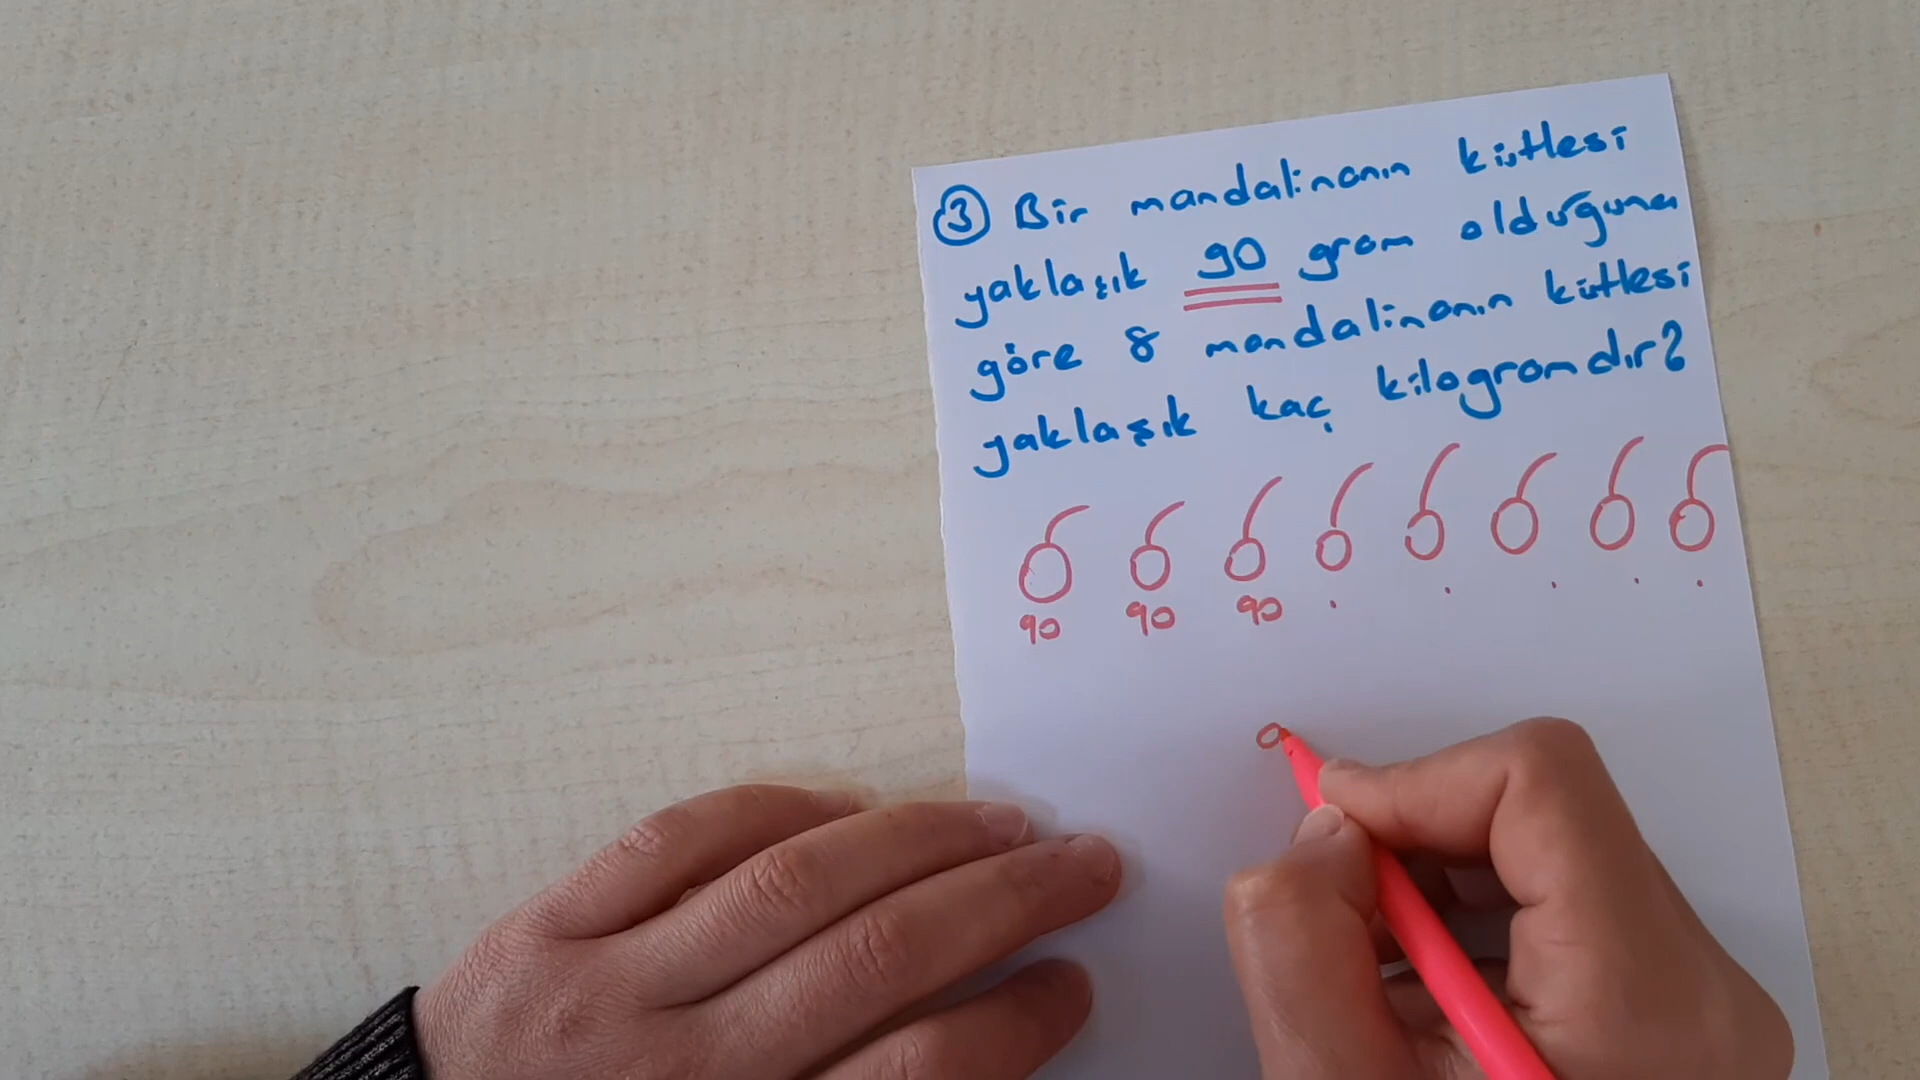 ③ Bir mandalinanın kütlesi
yaklaşık 90 gram olduğuna
göre 8 mandalinanın kütlesi
yaklaşık kaç kilogramdır?
90 90 90 . . . . .